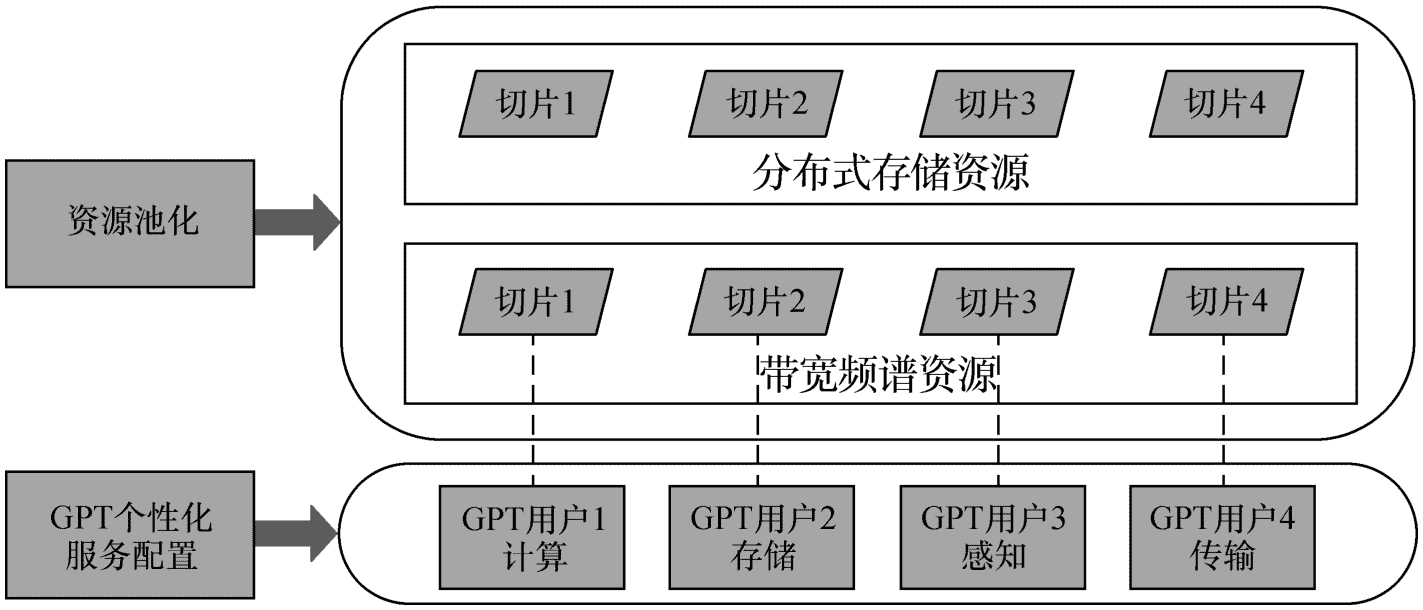 切片1
切片2
切片3
切片4
分布式存储资源
资源池化
切片1
切片2
切片3
切片4
带宽频谱资源
GPT个性化
服务配置
GPT用户1
计算
GPT用户2
存储
GPT用户3
感知
GPT用户4
传输